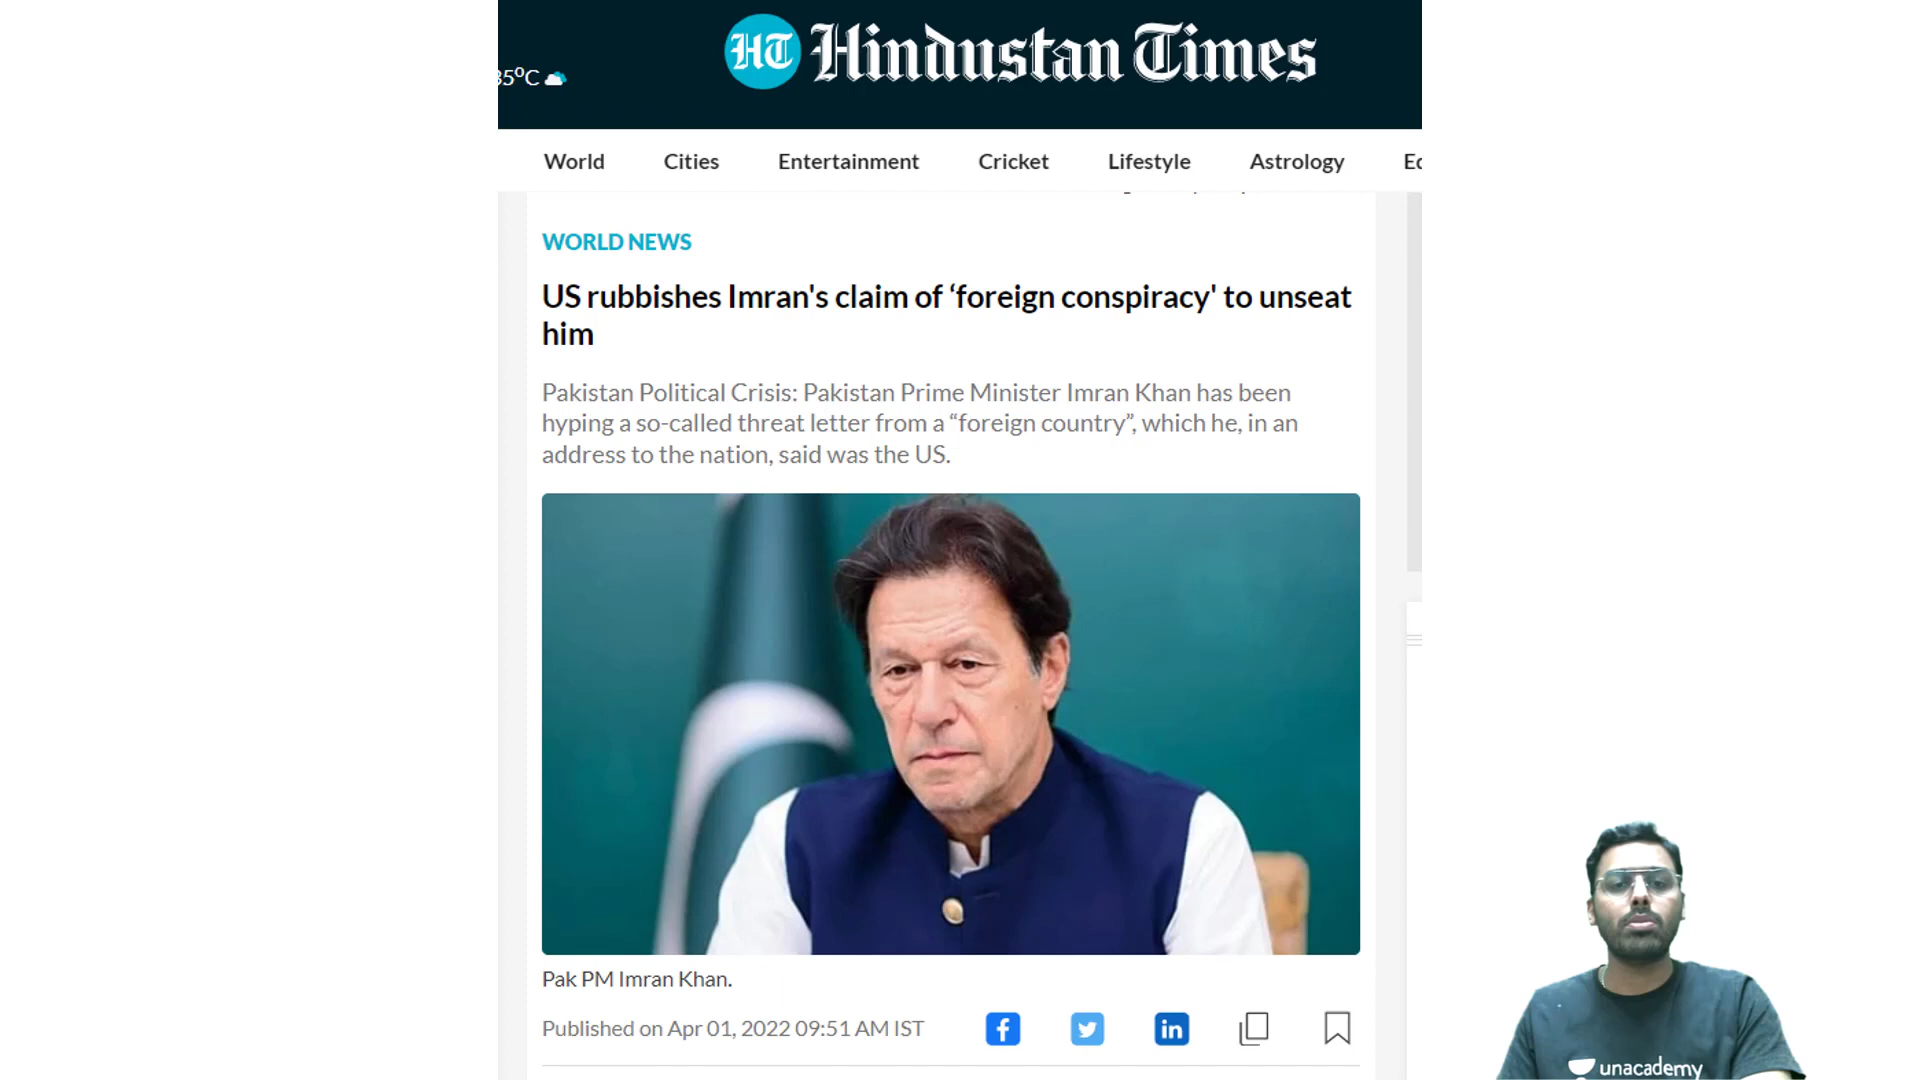 HT Hindustan Times
35°C
World Cities Entertainment Cricket Lifestyle Astrology
WORLD NEWS
US rubbishes Imran's claim of ‘foreign conspiracy' to unseat
him
Pakistan Political Crisis: Pakistan Prime Minister Imran Khan has been
hyping a so-called threat letter from a “foreign country”, which he, in an
address to the nation, said was the US.
Pak PM Imran Khan.
Published on Apr 01, 2022 09:51 AM IST
unacademy